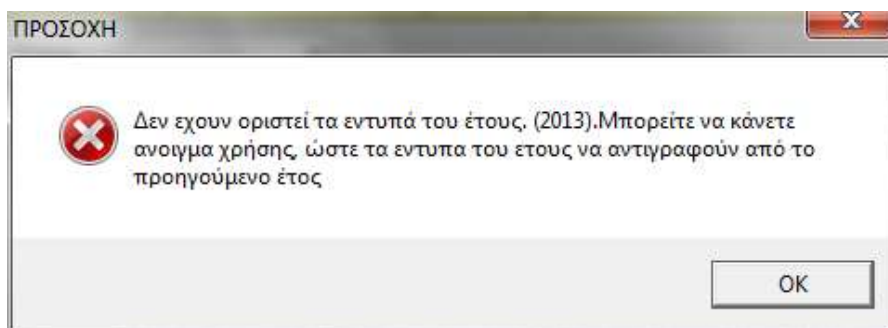 ΠΡΟΣΟΧΗ
Δεν εχουν οριστεί τα εντυπά του έτους. (2013).Μπορείτε να κάνετε
ανοιγμα χρήσης, ώστε τα εντυπα του ετους να αντιγραφούν από το
προηγούμενο έτος
OK